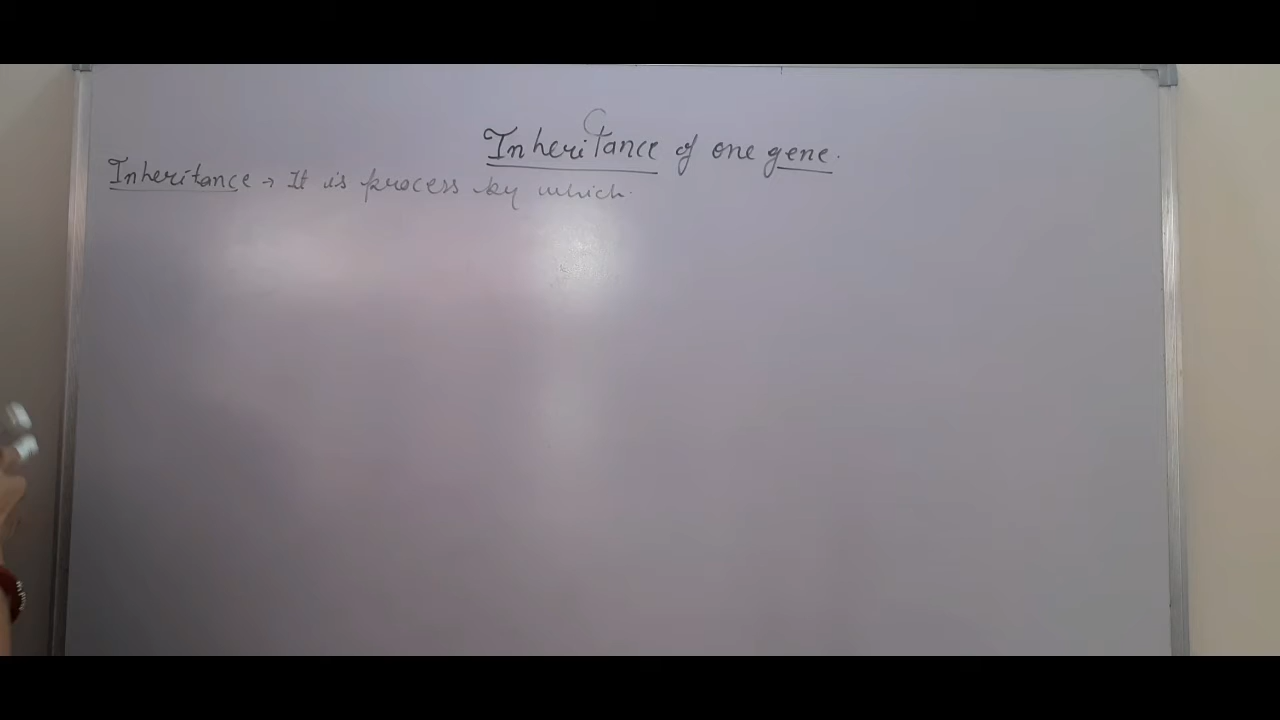 Inheritance of one gene.
Inheritance → It is process by which